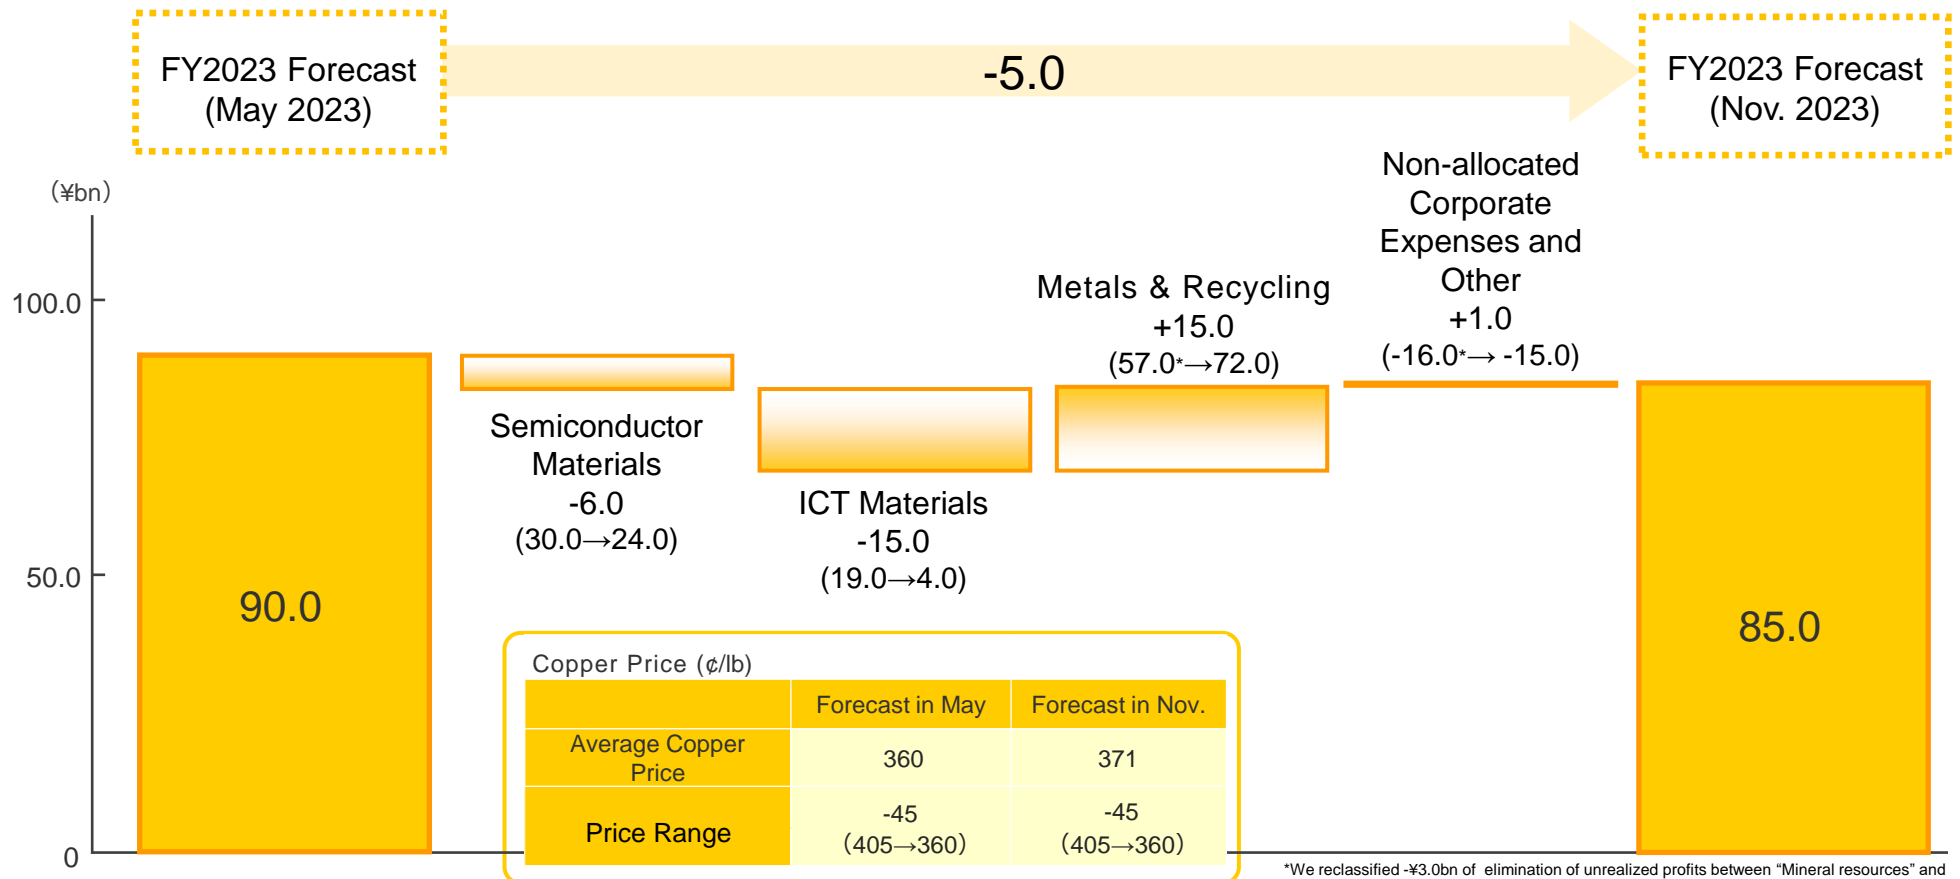 FY2023 Forecast
(May 2023)
-5.0
FY2023 Forecast
(Nov. 2023)
（¥bn）
100.0
50.0
0
90.0
Semiconductor
Materials
-6.0
(30.0→24.0)
ICT Materials
-15.0
(19.0→4.0)
Metals & Recycling
+15.0
(57.0*→72.0)
Non-allocated
Corporate
Expenses and
Other
+1.0
(-16.0*→ -15.0)
85.0
Copper Price (¢/lb)
Forecast in May Forecast in Nov.
Average Copper
Price
360 371
Price Range
-45
（405→360）
-45
（405→360）
*We reclassified -¥3.0bn of elimination of unrealized profits between “Mineral resources” and